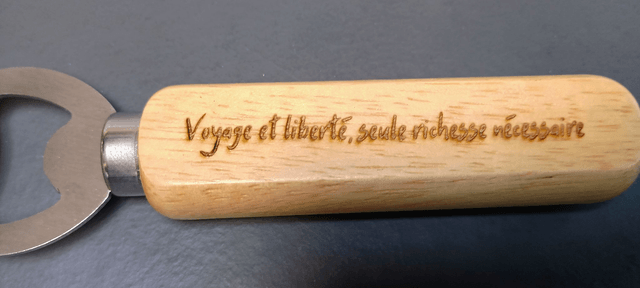 Voyage et liberté, seule richesse nécessaire